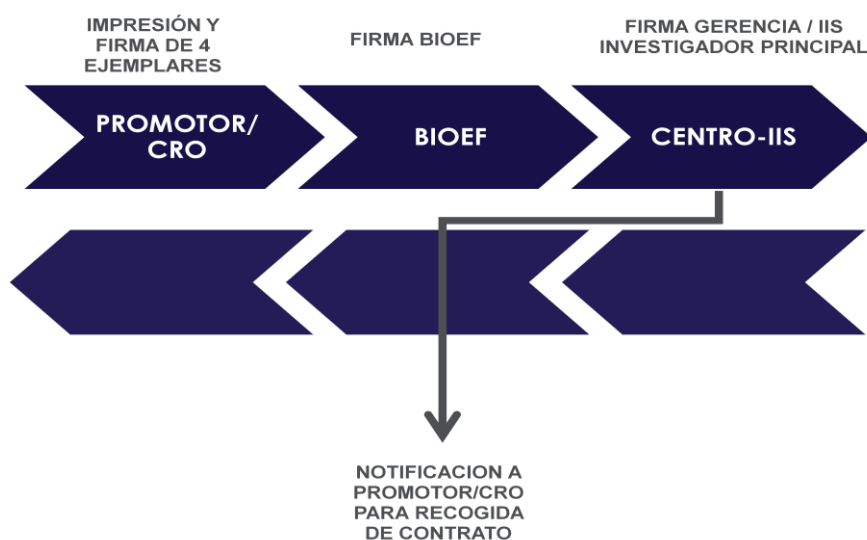 IMPRESIÓN Y
FIRMA DE 4
EJEMPLARES
FIRMA BIOEF
FIRMA GERENCIA / IIS
INVESTIGADOR PRINCIPAL
PROMOTOR/
CRO
BIOEF
CENTRO-IIS
NOTIFICACION A
PROMOTOR/CRO
PARA RECOGIDA
DE CONTRATO